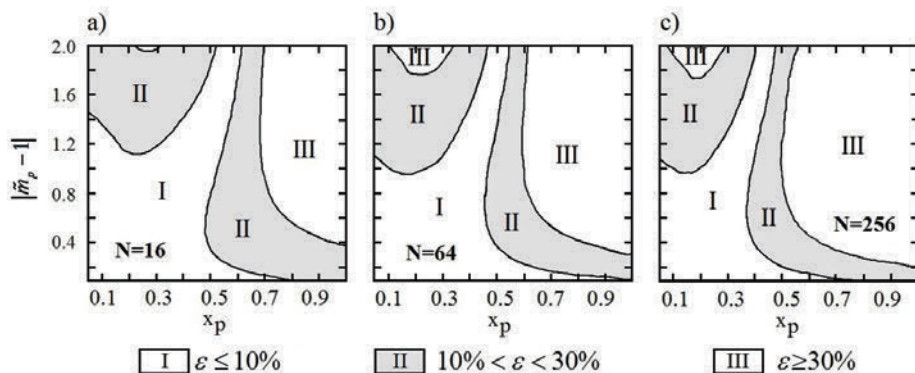 a)
b)
c)
2.0
1.6
1.2
0.8
0.4
|m̃p − 1|
II
I
III
N=16
III
II
I
II
III
N=64
III
II
I
II
III
N=256
0.1 0.3 0.5 0.7 0.9
0.1 0.3 0.5 0.7 0.9
0.1 0.3 0.5 0.7 0.9
xp
xp
xp
I ε ≤ 10%
II 10% < ε < 30%
III ε ≥ 30%